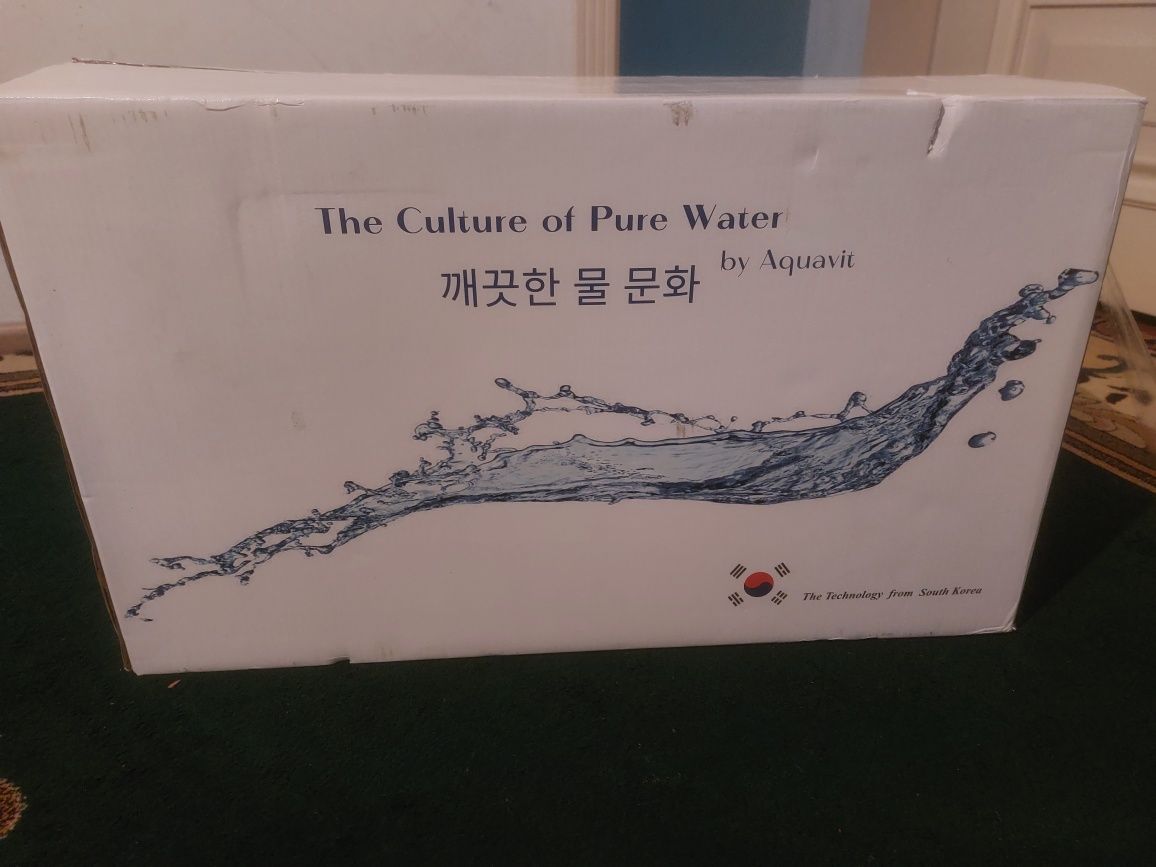 The Culture of Pure Water
by Aquavit
깨끗한 물 문화
The Technology from South Korea